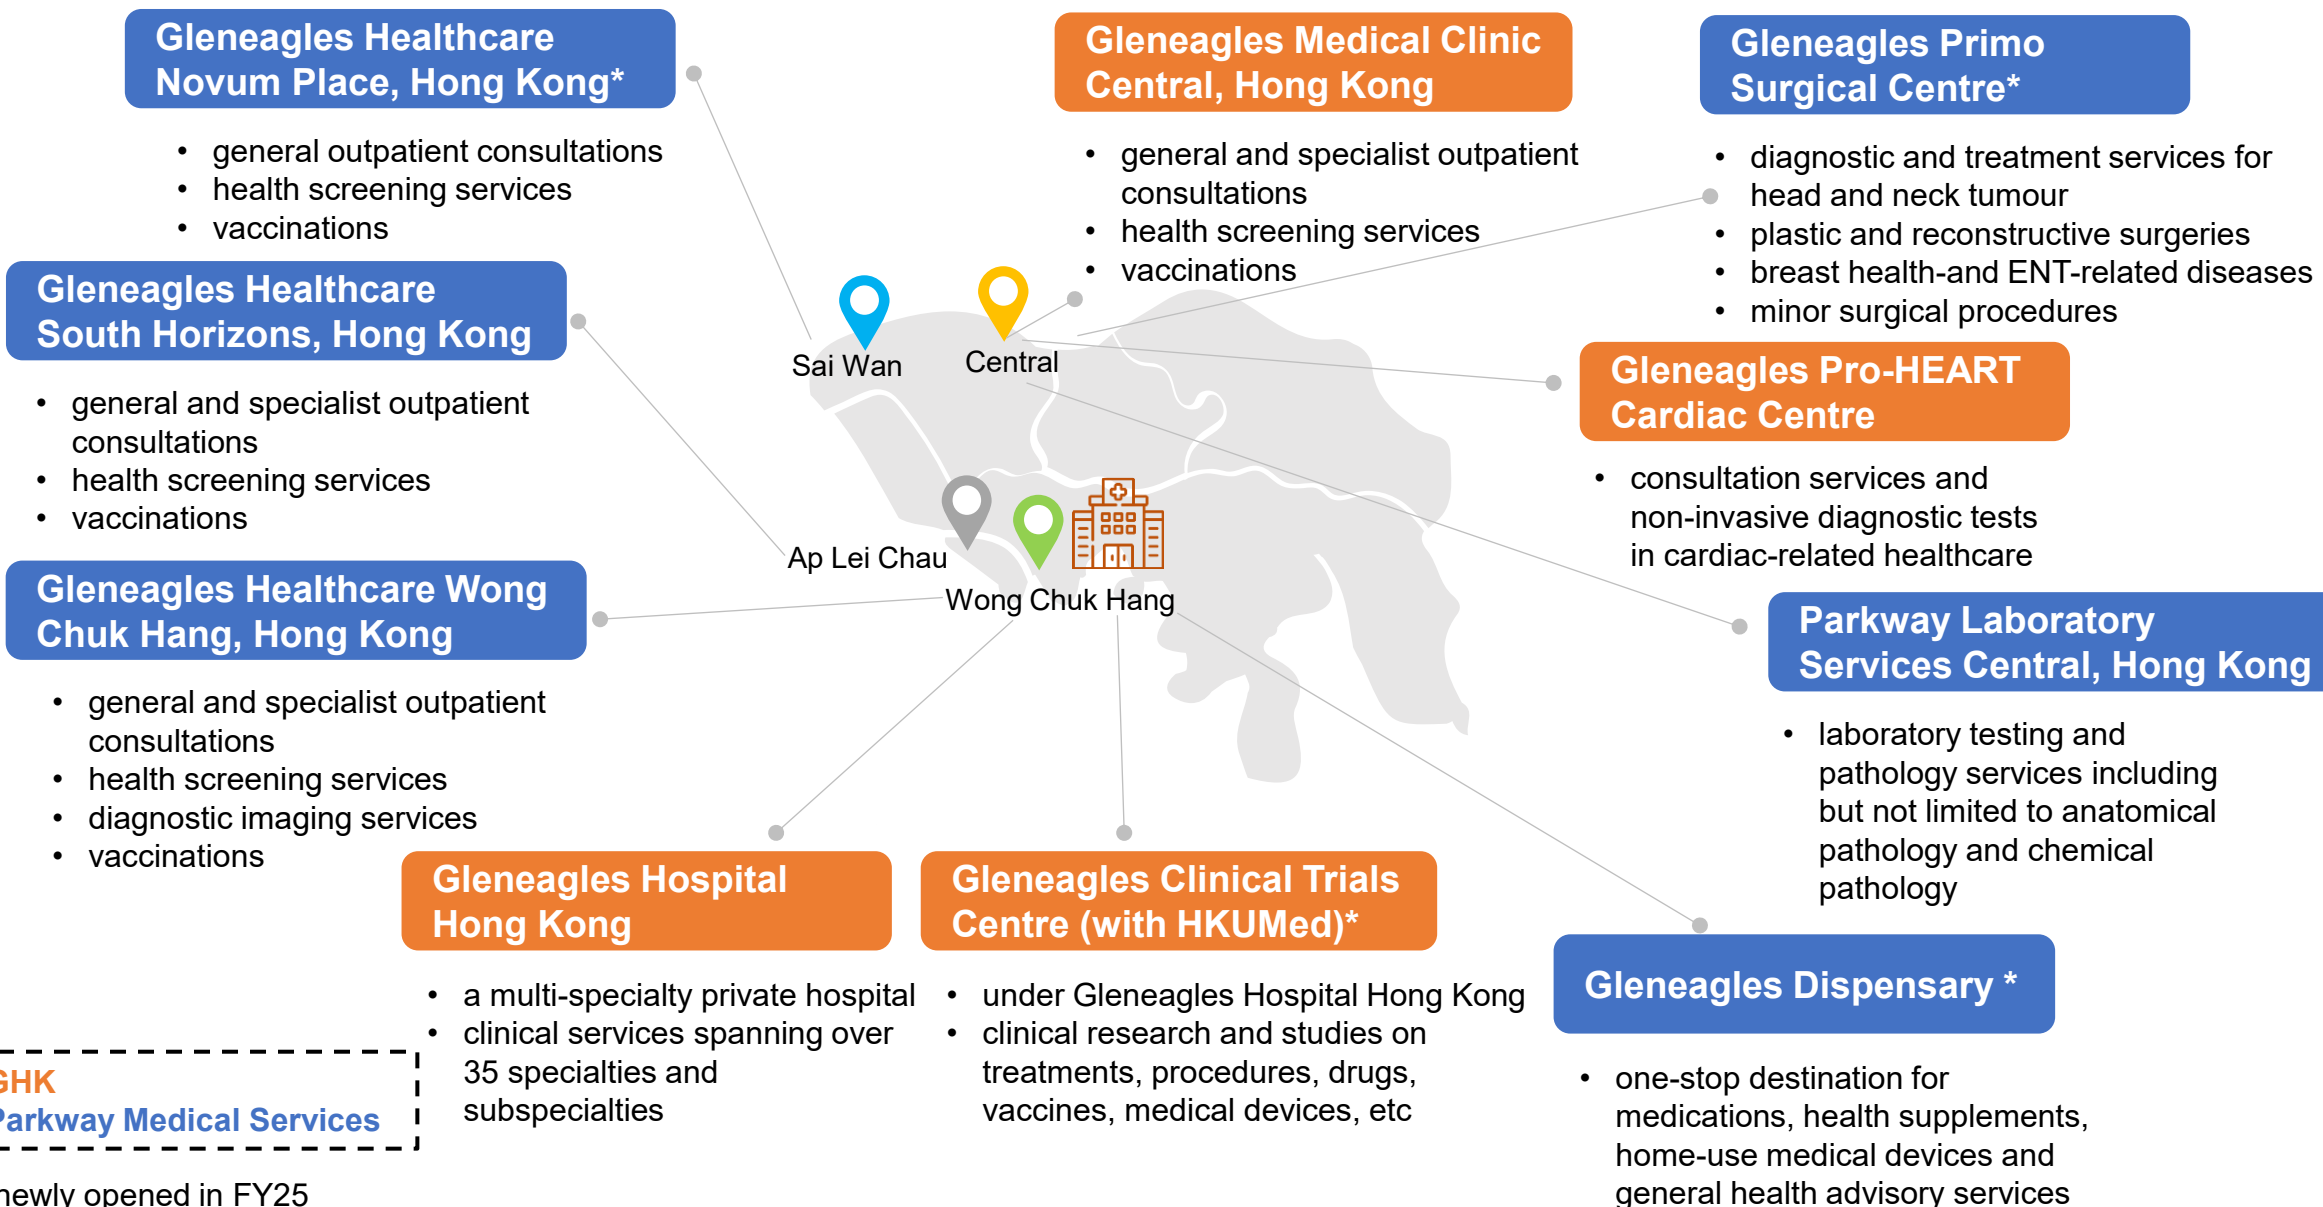 Gleneagles Healthcare
Novum Place, Hong Kong*
• general outpatient consultations
• health screening services
• vaccinations
Gleneagles Medical Clinic
Central, Hong Kong
• general and specialist outpatient
consultations
• health screening services
• vaccinations
Gleneagles Primo
Surgical Centre*
• diagnostic and treatment services for
• head and neck tumour
• plastic and reconstructive surgeries
• breast health-and ENT-related diseases
• minor surgical procedures
Gleneagles Healthcare
South Horizons, Hong Kong
• general and specialist outpatient
consultations
• health screening services
• vaccinations
Sai Wan
Central
Gleneagles Pro-HEART
Cardiac Centre
• consultation services and
non-invasive diagnostic tests
in cardiac-related healthcare
Ap Lei Chau
Wong Chuk Hang
Gleneagles Healthcare Wong
Chuk Hang, Hong Kong
• general and specialist outpatient
consultations
• health screening services
• diagnostic imaging services
• vaccinations
Parkway Laboratory
Services Central, Hong Kong
• laboratory testing and
pathology services including
but not limited to anatomical
pathology and chemical
pathology
Gleneagles Hospital
Hong Kong
• a multi-specialty private hospital
• clinical services spanning over
35 specialties and
subspecialties
Gleneagles Clinical Trials
Centre (with HKUMed)*
• under Gleneagles Hospital Hong Kong
• clinical research and studies on
treatments, procedures, drugs,
vaccines, medical devices, etc
Gleneagles Dispensary *
• one-stop destination for
medications, health supplements,
home-use medical devices and
general health advisory services
GHK
Parkway Medical Services
newly opened in FY25